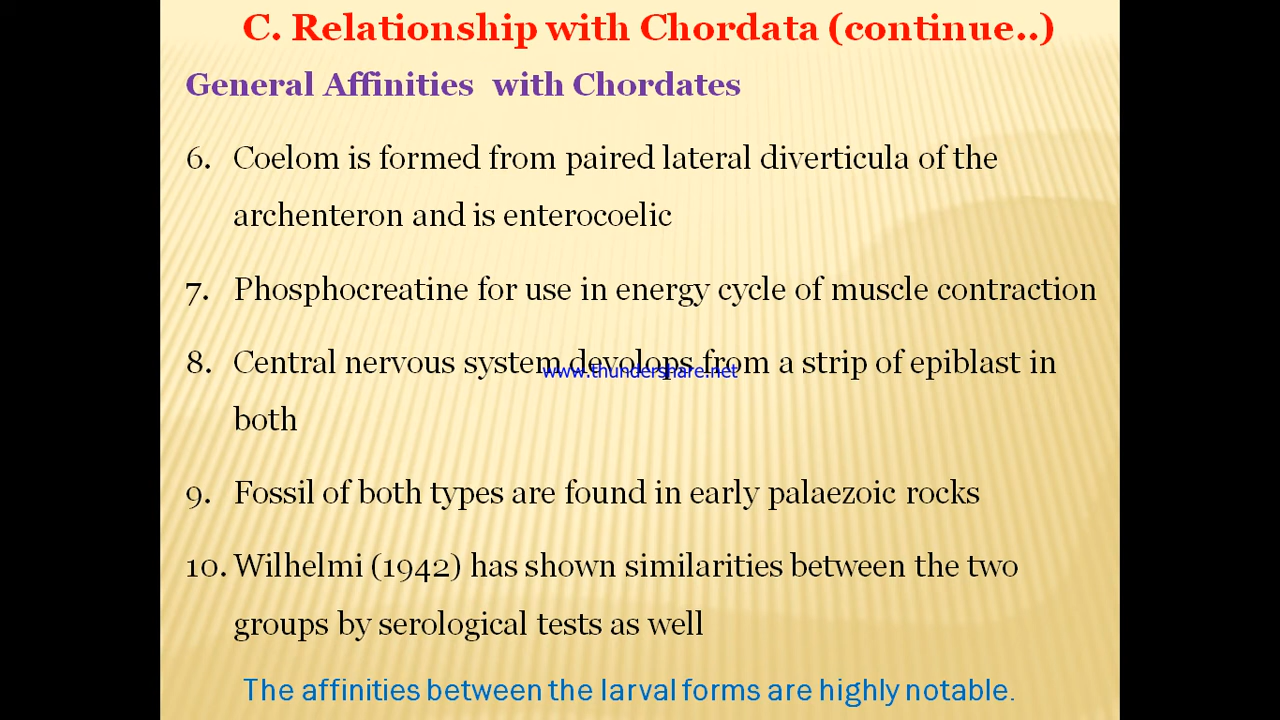 C. Relationship with Chordata (continue..)
General Affinities with Chordates
6. Coelom is formed from paired lateral diverticula of the
archenteron and is enterocoelic
7. Phosphocreatine for use in energy cycle of muscle contraction
8. Central nervous system devolops from a strip of epiblast in
www.thundershare.net
both
9. Fossil of both types are found in early palaezoic rocks
10. Wilhelmi (1942) has shown similarities between the two
groups by serological tests as well
The affinities between the larval forms are highly notable.